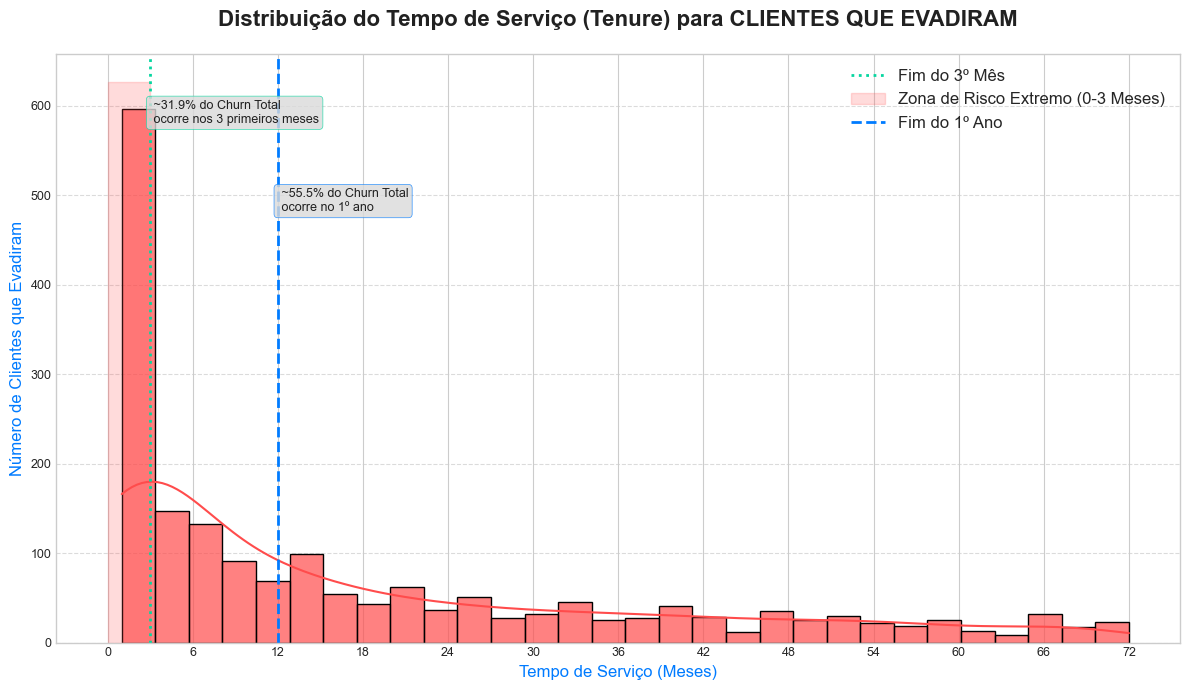 Distribuição do Tempo de Serviço (Tenure) para CLIENTES QUE EVADIRAM
Fim do 3º Mês
Zona de Risco Extremo (0-3 Meses)
Fim do 1º Ano
~31.9% do Churn Total
ocorre nos 3 primeiros meses
~55.5% do Churn Total
ocorre no 1º ano
Número de Clientes que Evadiram
600
500
400
300
200
100
0
0 6 12 18 24 30 36 42 48 54 60 66 72
Tempo de Serviço (Meses)